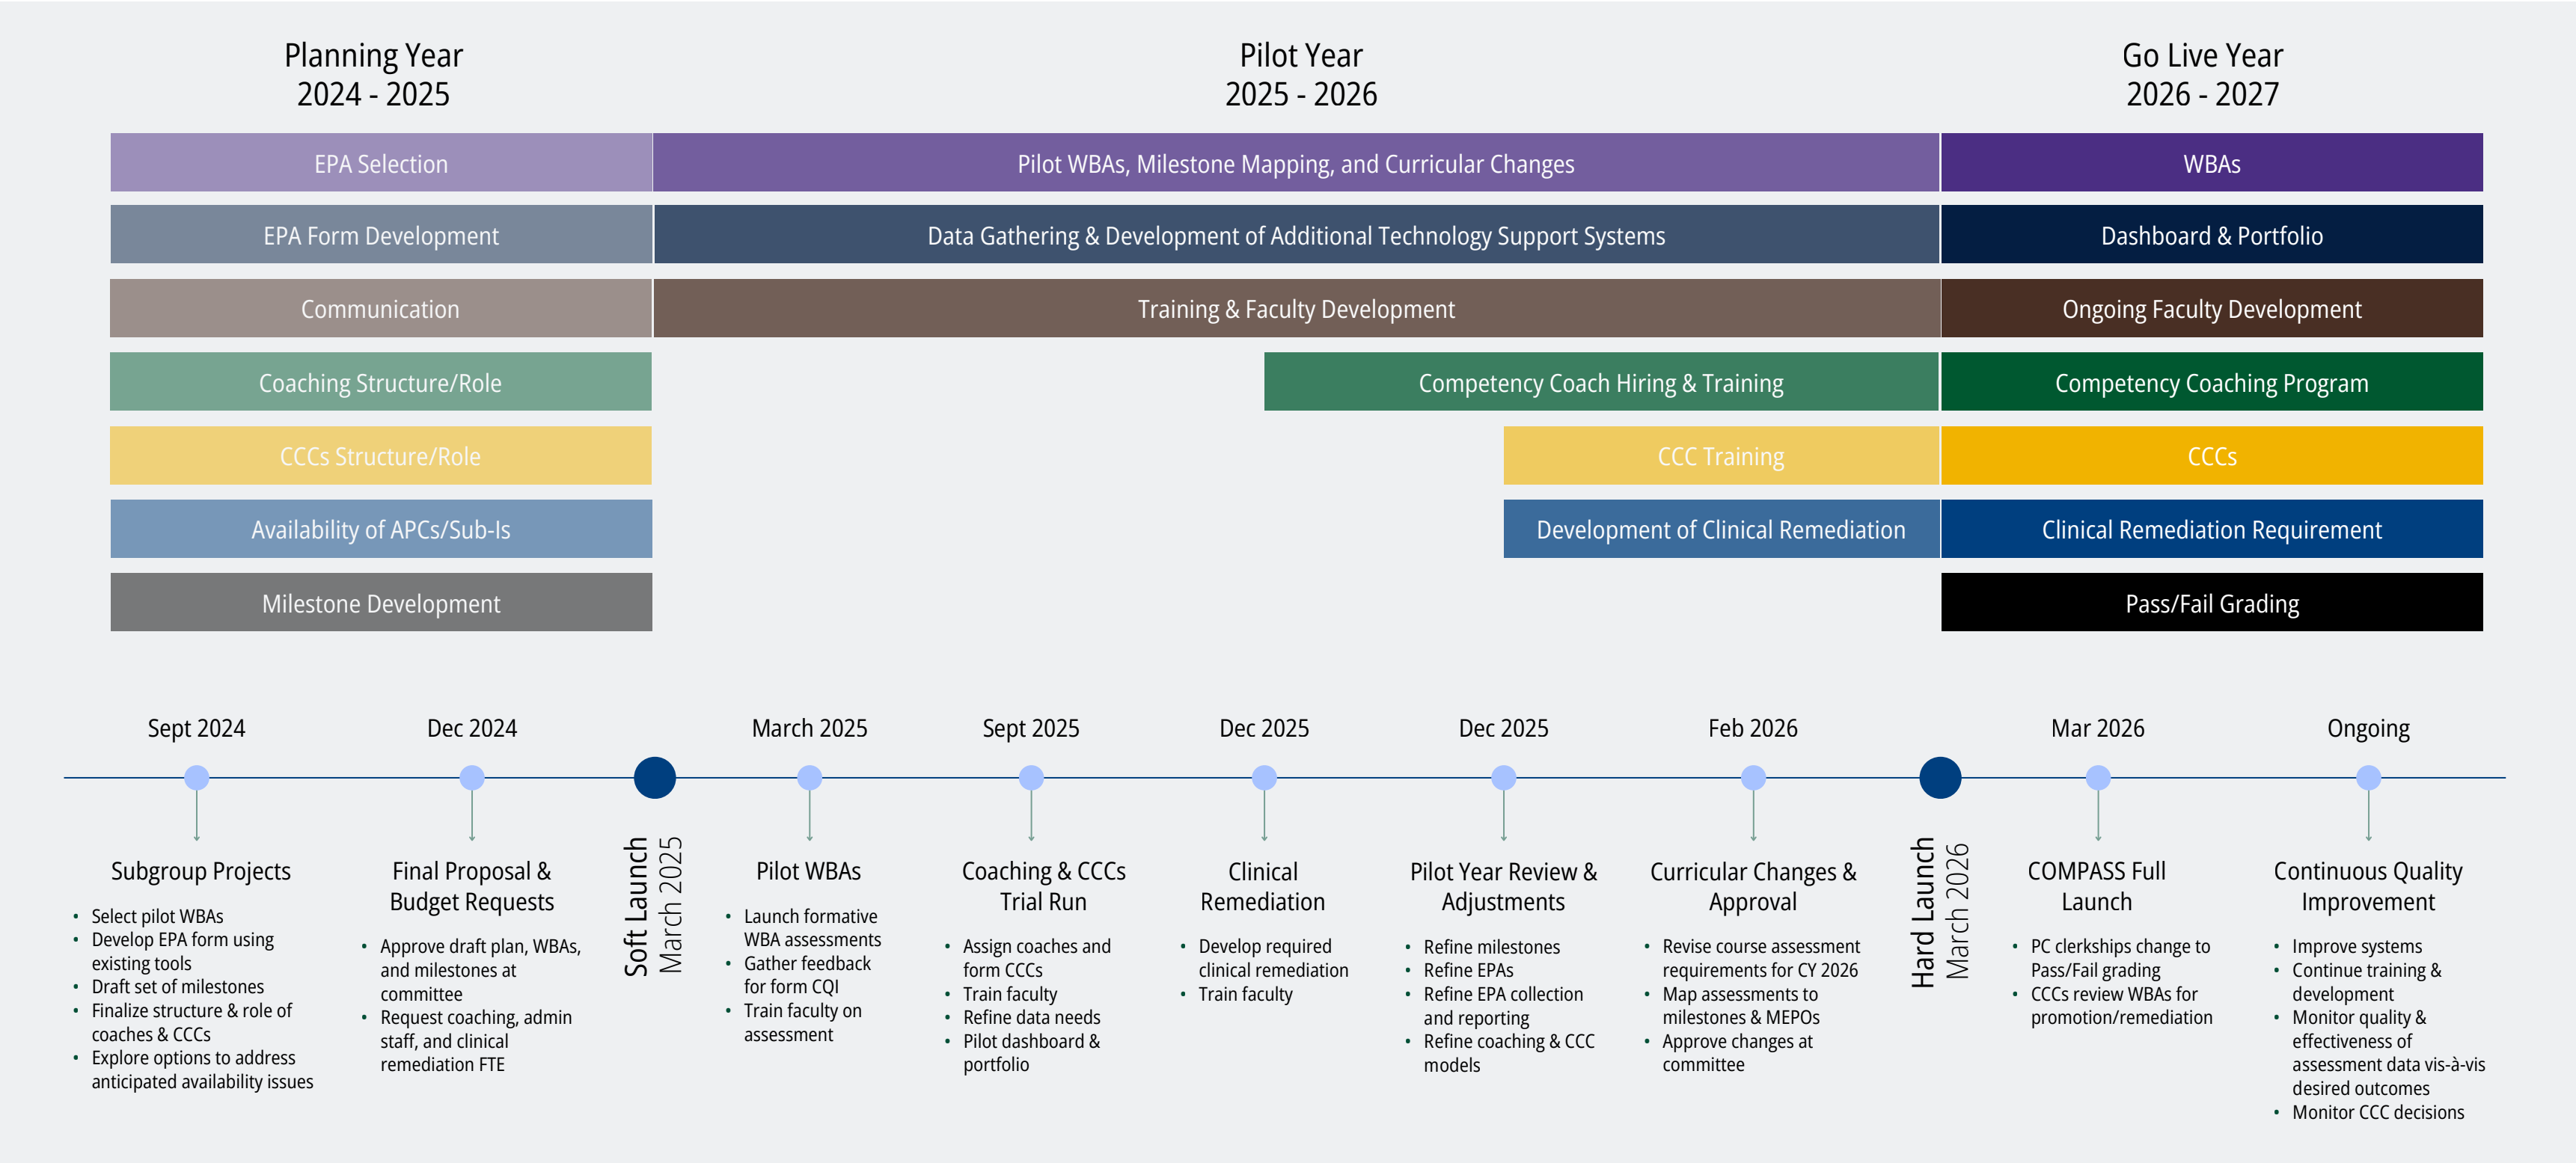 Planning Year
2024 - 2025
Pilot Year
2025 - 2026
Go Live Year
2026 - 2027
EPA Selection
Pilot WBAs, Milestone Mapping, and Curricular Changes
WBAs
EPA Form Development
Data Gathering & Development of Additional Technology Support Systems
Dashboard & Portfolio
Communication
Training & Faculty Development
Ongoing Faculty Development
Coaching Structure/Role
Competency Coach Hiring & Training
Competency Coaching Program
CCCs Structure/Role
CCC Training
CCCs
Availability of APCs/Sub-Is
Development of Clinical Remediation
Clinical Remediation Requirement
Milestone Development
Pass/Fail Grading
Sept 2024
Subgroup Projects
• Select pilot WBAs
• Develop EPA form using
existing tools
• Draft set of milestones
• Finalize structure & role of
coaches & CCCs
• Explore options to address
anticipated availability issues
Dec 2024
Final Proposal &
Budget Requests
• Approve draft plan, WBAs,
and milestones at
committee
• Request coaching, admin
staff, and clinical
remediation FTE
Soft Launch
March 2025
March 2025
Pilot WBAs
• Launch formative
WBA assessments
• Gather feedback
for form CQI
• Train faculty on
assessment
Sept 2025
Coaching & CCCs
Trial Run
• Assign coaches and
form CCCs
• Train faculty
• Refine data needs
• Pilot dashboard &
portfolio
Dec 2025
Clinical
Remediation
• Develop required
clinical remediation
• Train faculty
Dec 2025
Pilot Year Review &
Adjustments
• Refine milestones
• Refine EPAs
• Refine EPA collection
and reporting
• Refine coaching & CCC
models
Feb 2026
Curricular Changes &
Approval
• Revise course assessment
requirements for CY 2026
• Map assessments to
milestones & MEPOs
• Approve changes at
committee
Hard Launch
March 2026
Mar 2026
COMPASS Full
Launch
• PC clerkships change to
Pass/Fail grading
• CCCs review WBAs for
promotion/remediation
Ongoing
Continuous Quality
Improvement
• Improve systems
• Continue training &
development
• Monitor quality &
effectiveness of
assessment data vis-à-vis
desired outcomes
• Monitor CCC decisions